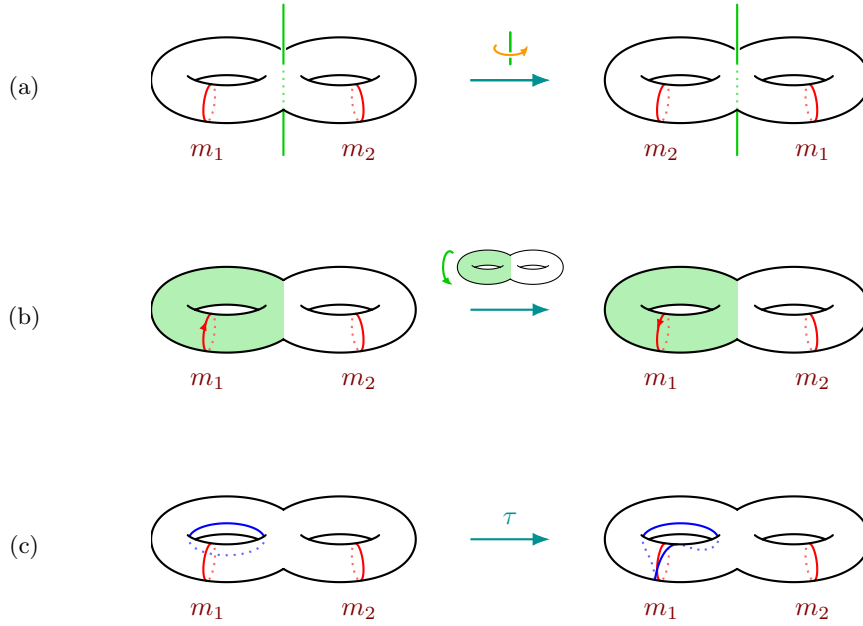 (a)
m₁ m₂ m₂ m₁
(b)
m₁ m₂ m₁ m₂
τ
(c)
m₁ m₂ m₁ m₂